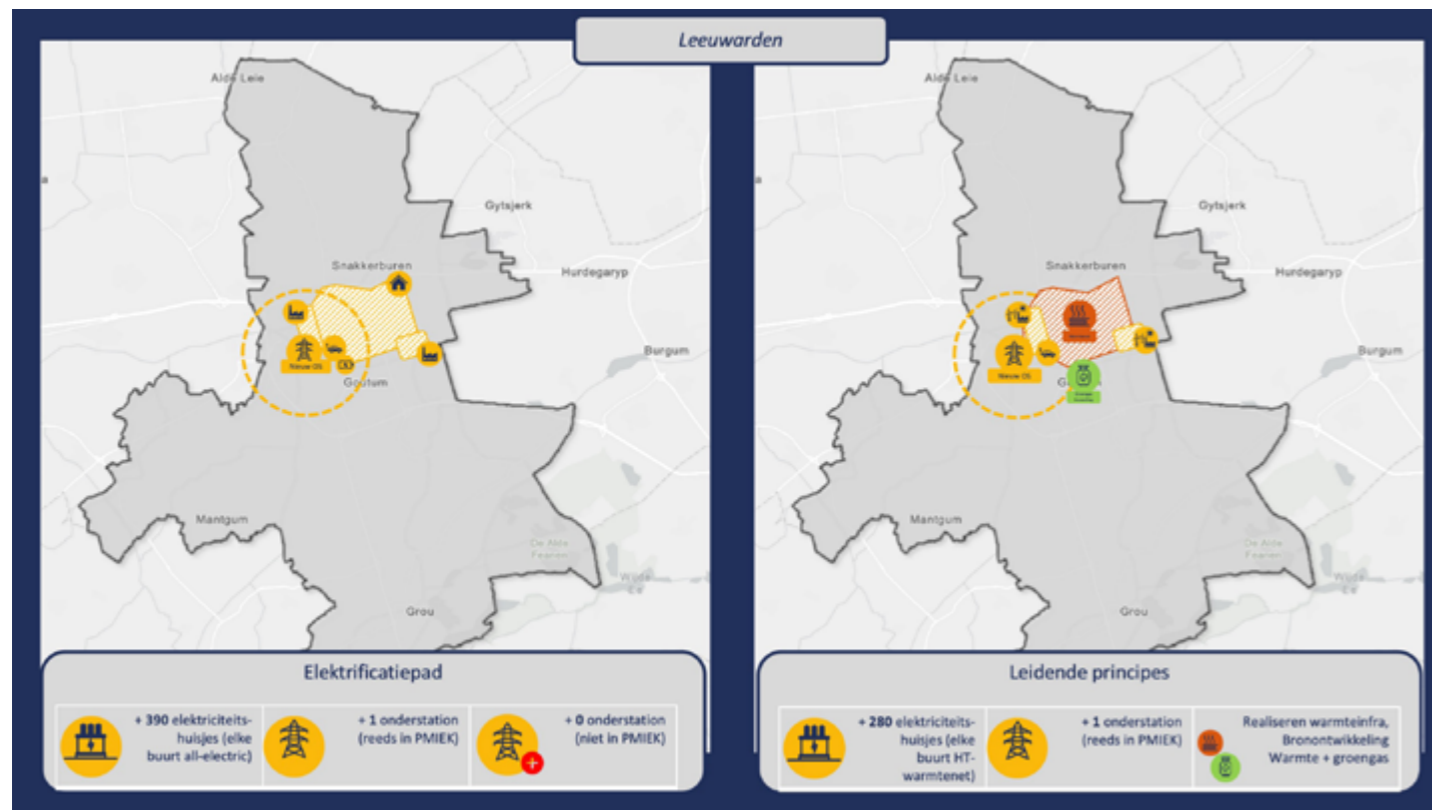 Leeuwarden
Alde Leie
Gytsjerk
Snakkerburen
Hurdegaryp
Burgum
Nieuw OS
Goutum
Mantgum
De Alde
Feanen
Grou
Alde Leie
Gytsjerk
Snakkerburen
Hurdegaryp
Burgum
Nieuw OS
Mantgum
De Alde
Feanen
Grou
Elektrificatiepad
+ 390 elektriciteits-
huisjes (elke
buurt all-electric)
+ 1 onderstation
(reeds in PMIEK)
+ 0 onderstation
(niet in PMIEK)
Leidende principes
+ 280 elektriciteits-
huisjes (elke
buurt HT-
warmtenet)
+ 1 onderstation
(reeds in PMIEK)
Realiseren warmteinfra,
Bronontwikkeling
Warmte + groengas